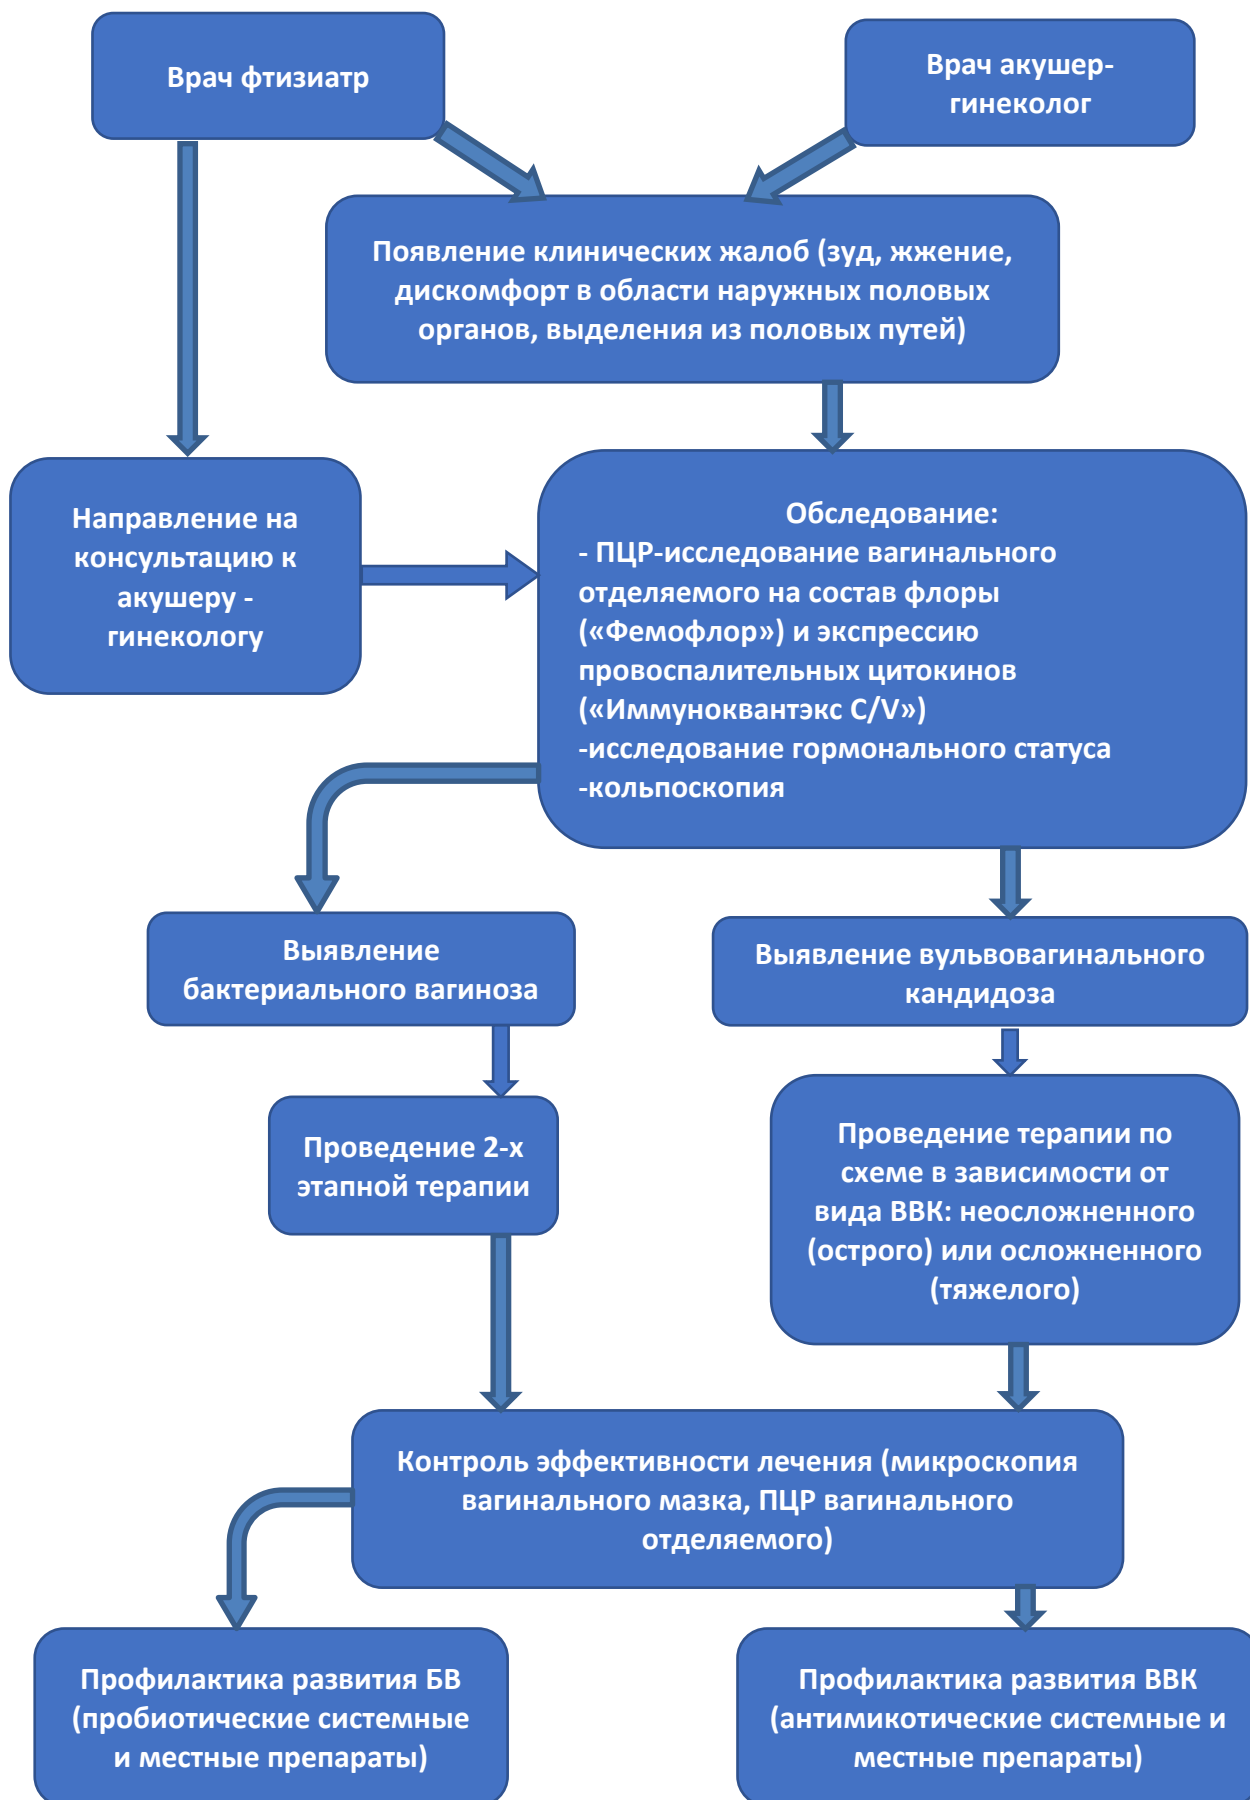 Врач фтизиатр
Врач акушер-
гинеколог
Появление клинических жалоб (зуд, жжение,
дискомфорт в области наружных половых
органов, выделения из половых путей)
Направление на
консультацию к
акушеру -
гинекологу
Обследование:
- ПЦР-исследование вагинального
отделяемого на состав флоры
(«Фемофлор») и экспрессию
провоспалительных цитокинов
(«Иммуноквантэкс C/V»)
-исследование гормонального статуса
-кольпоскопия
Выявление
бактериального вагиноза
Выявление вульвовагинального
кандидоза
Проведение 2-х
этапной терапии
Проведение терапии по
схеме в зависимости от
вида ВВК: неосложненного
(острого) или осложненного
(тяжелого)
Контроль эффективности лечения (микроскопия
вагинального мазка, ПЦР вагинального
отделяемого)
Профилактика развития БВ
(пробиотические системные
и местные препараты)
Профилактика развития ВВК
(антимикотические системные и
местные препараты)